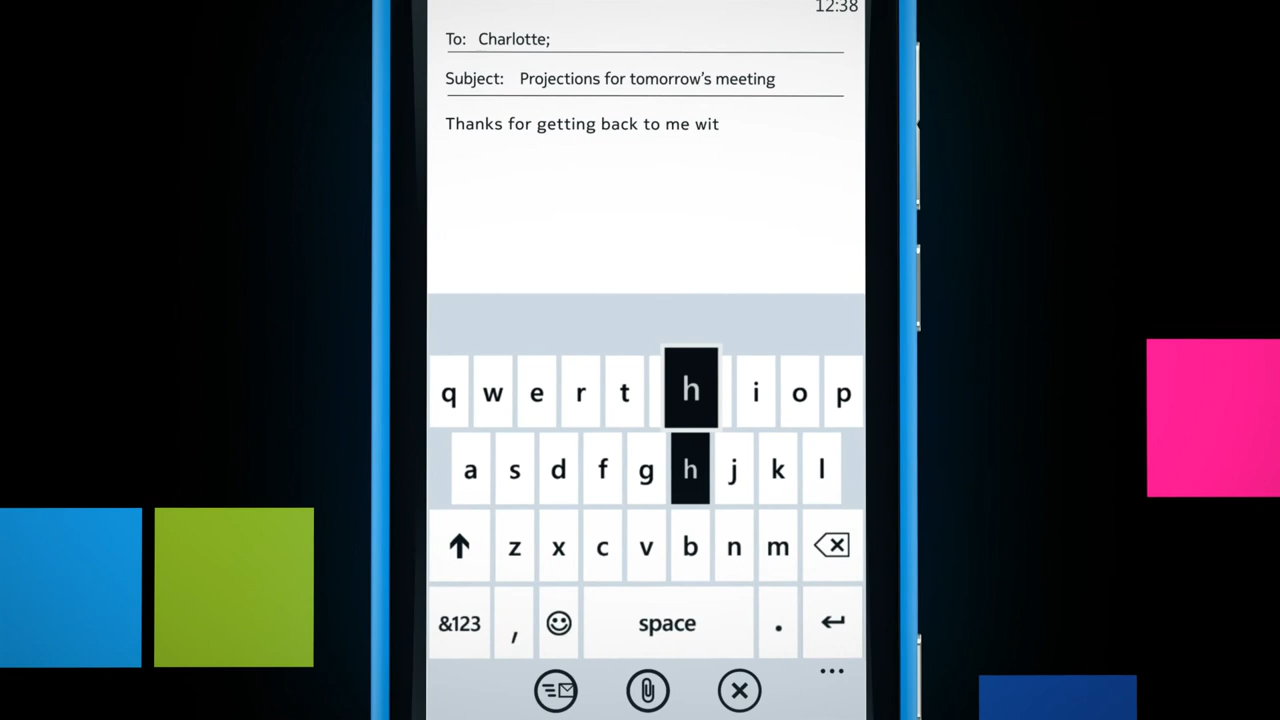 12:38
To: Charlotte;
Subject: Projections for tomorrow's meeting
Thanks for getting back to me wit
q w e r t h i o p
a s d f g h j k l
z x c v b n m
&123 , space .